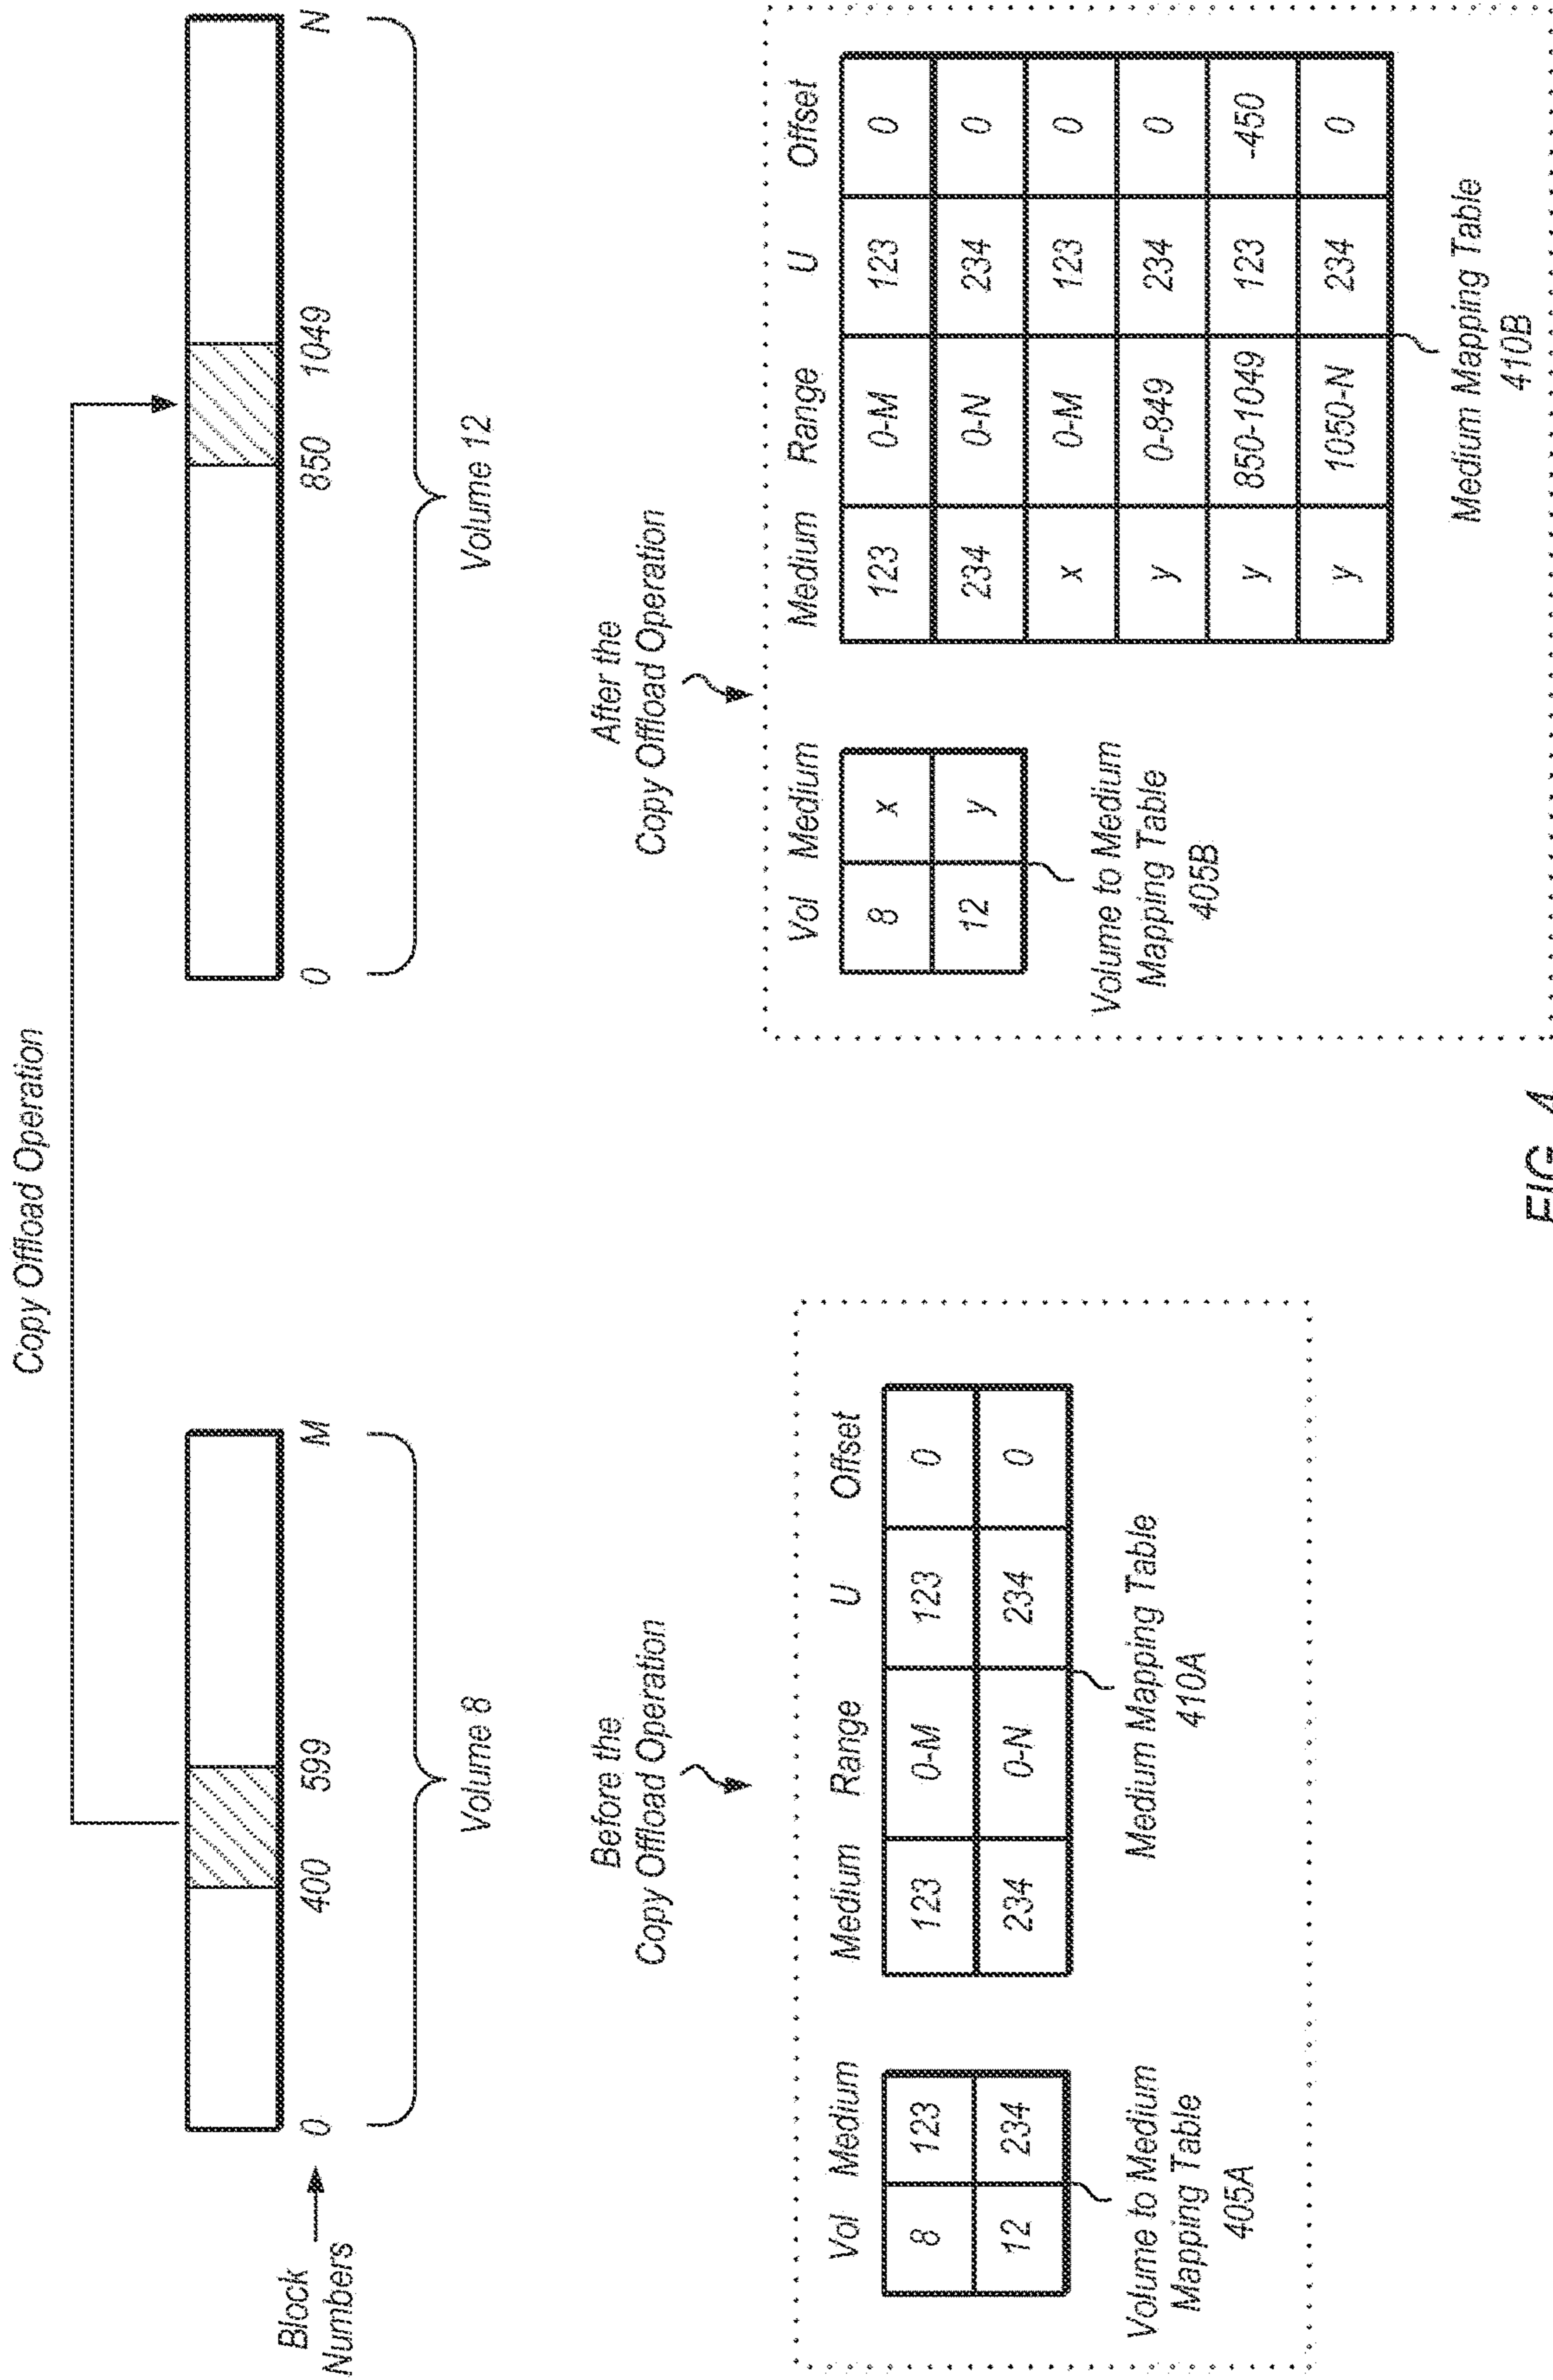 Copy Offload Operation
Block
Numbers
0 400 599 M
Volume 8
0 850 1049 N
Volume 12
Before the
Copy Offload Operation
Vol Medium
8 123
12 234
Volume to Medium
Mapping Table
405A
Medium Range U Offset
123 0-M 123 0
234 0-N 234 0
Medium Mapping Table
410A
After the
Copy Offload Operation
Vol Medium
8 x
12 y
Volume to Medium
Mapping Table
405B
Medium Range U Offset
123 0-M 123 0
234 0-N 234 0
x 0-M 123 0
y 0-849 234 0
y 850-1049 123 -450
y 1050-N 234 0
Medium Mapping Table
410B
FIG. 4